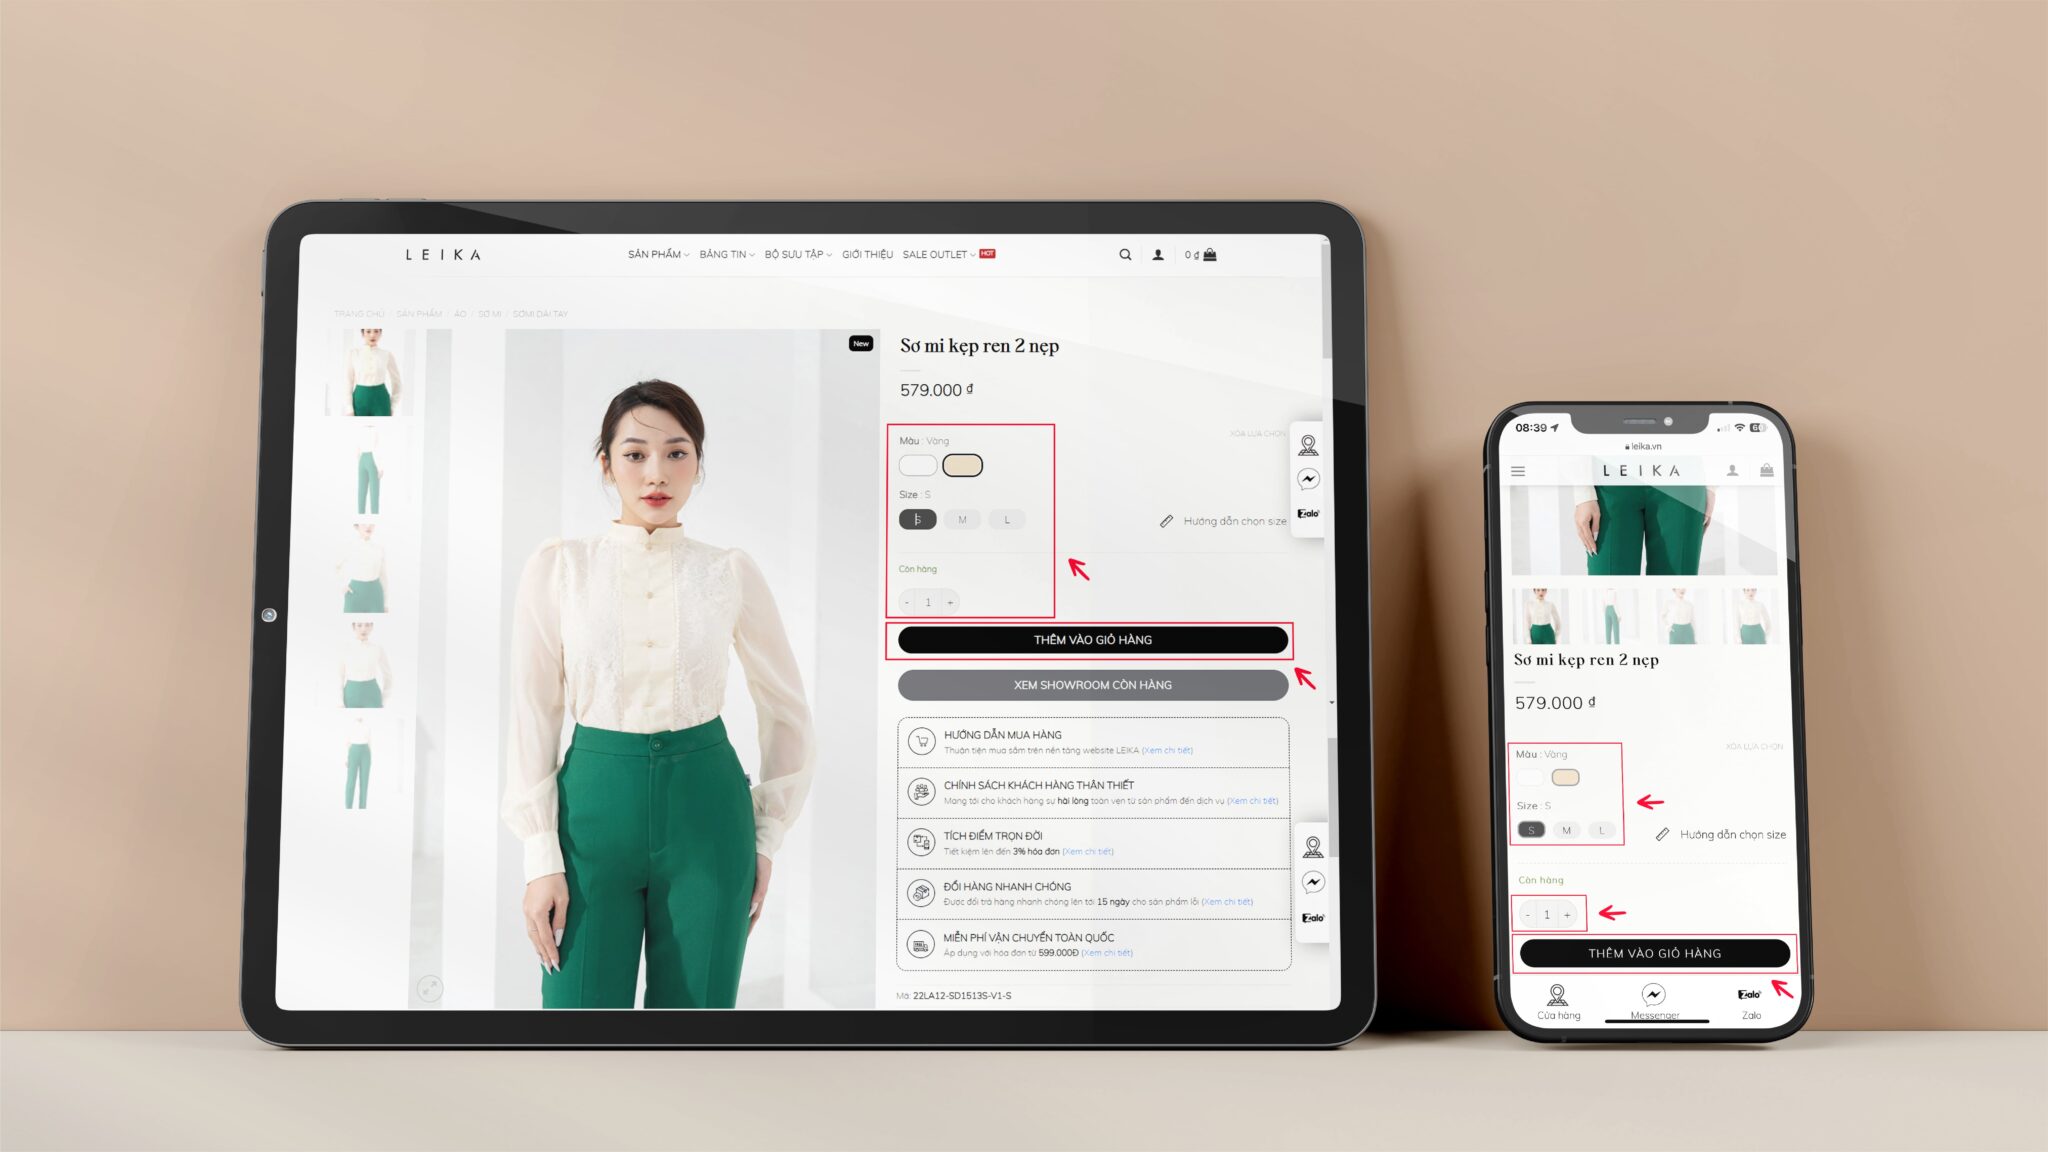 LEIKA
SẢN PHẨM BẢNG TIN BỘ SƯU TẬP GIỚI THIỆU SALE OUTLET HOT
0 ₫
TRANG CHỦ / SẢN PHẨM / ÁO / SƠ MI / SƠMI DÀI TAY
New
Sơ mi kẹp ren 2 nẹp
579.000 ₫
Màu : Vàng
XÓA LỰA CHỌN
Size : S
S M L
Hướng dẫn chọn size
Zalo
Còn hàng
- 1 +
THÊM VÀO GIỎ HÀNG
XEM SHOWROOM CÒN HÀNG
HƯỚNG DẪN MUA HÀNG
Thuận tiện mua sắm trên nền tảng website LEIKA (Xem chi tiết)
CHÍNH SÁCH KHÁCH HÀNG THÂN THIẾT
Mang tới cho khách hàng sự hài lòng toàn vẹn từ sản phẩm đến dịch vụ (Xem chi tiết)
TÍCH ĐIỂM TRỌN ĐỜI
Tiết kiệm lên đến 3% hóa đơn (Xem chi tiết)
ĐỔI HÀNG NHANH CHÓNG
Được đổi trả hàng nhanh chóng lên tới 15 ngày cho sản phẩm lỗi (Xem chi tiết)
Zalo
MIỄN PHÍ VẬN CHUYỂN TOÀN QUỐC
Áp dụng với hóa đơn từ 599.000Đ (Xem chi tiết)
Mã: 22LA12-SD1513S-V1-S
08:39
leika.vn
LEIKA
Sơ mi kẹp ren 2 nẹp
579.000 ₫
XÓA LỰA CHỌN
Màu : Vàng
Size : S
S M L
Hướng dẫn chọn size
Còn hàng
- 1 +
THÊM VÀO GIỎ HÀNG
Zalo
Cửa hàng Messenger Zalo